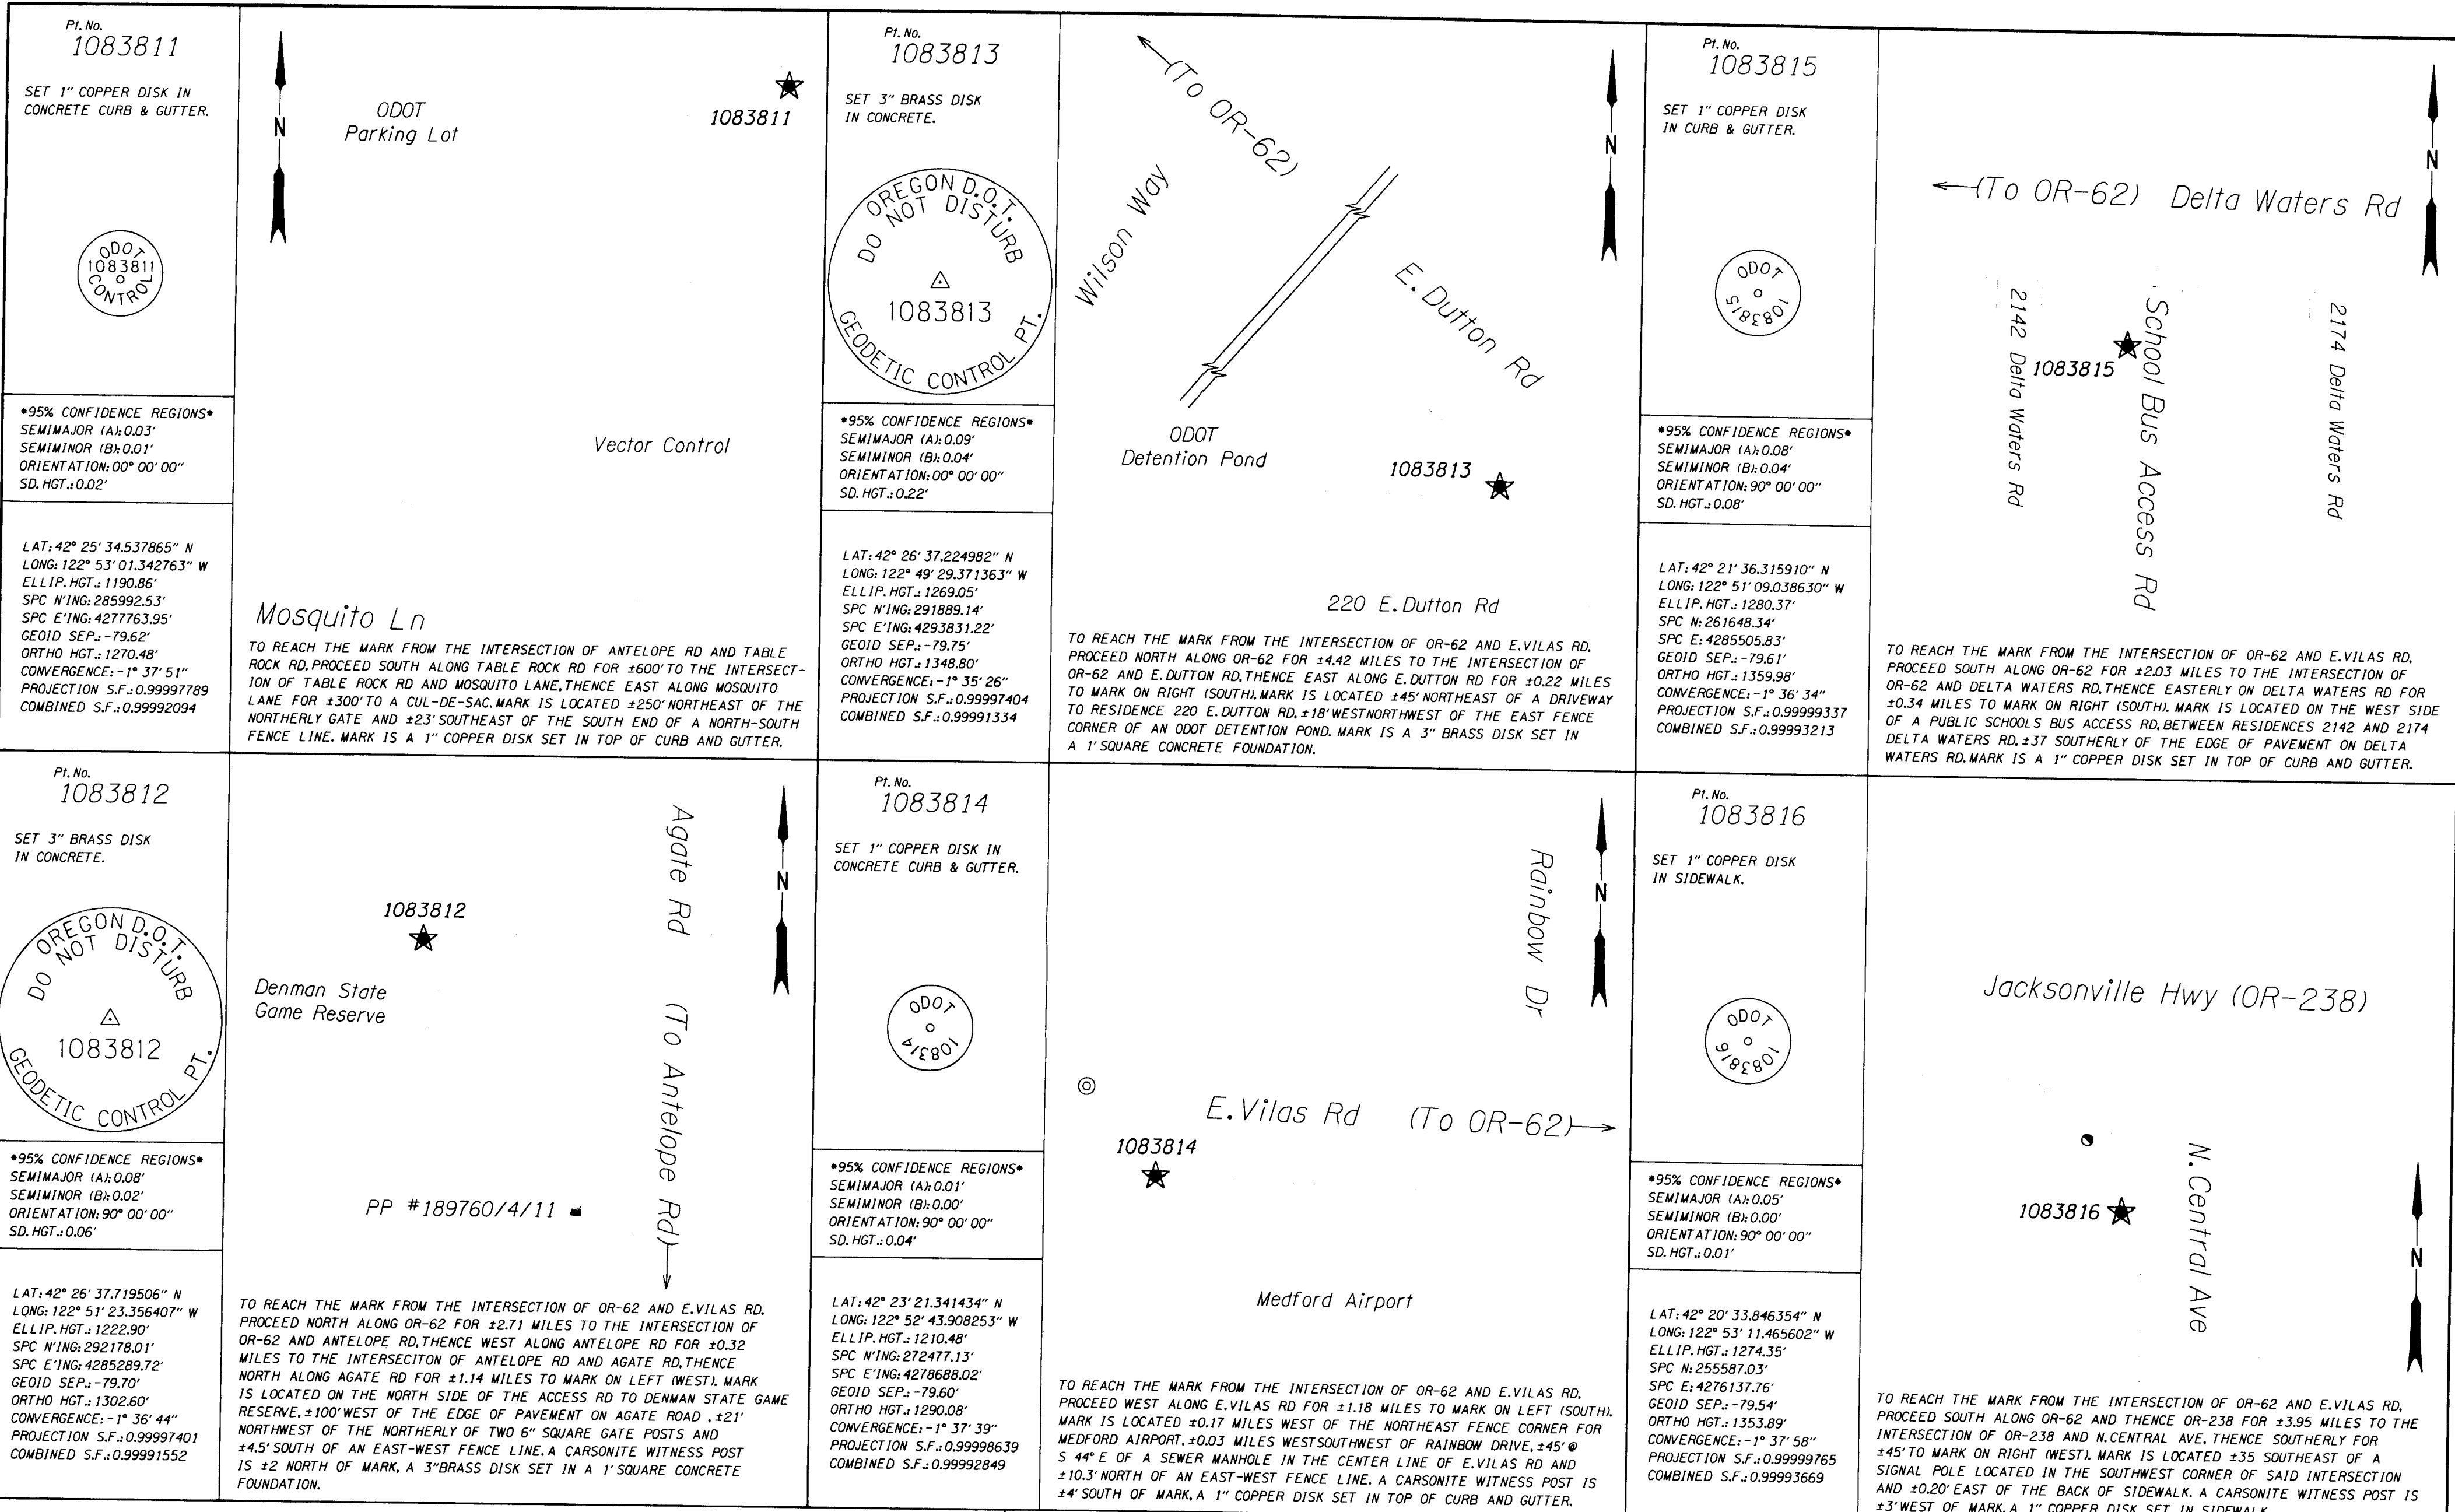 Pt. No.
1083811
SET 1" COPPER DISK IN
CONCRETE CURB & GUTTER.
ODOT
1083811
CONTROL
*95% CONFIDENCE REGIONS*
SEMIMAJOR (A): 0.03'
SEMIMINOR (B): 0.01'
ORIENTATION: 00° 00' 00"
SD. HGT.: 0.02'
LAT: 42° 25' 34.537865" N
LONG: 122° 53' 01.342763" W
ELLIP. HGT.: 1190.86'
SPC N'ING: 285992.53'
SPC E'ING: 4277763.95'
GEOID SEP.: -79.62'
ORTHO HGT.: 1270.48'
CONVERGENCE: -1° 37' 51"
PROJECTION S.F.: 0.99997789
COMBINED S.F.: 0.99992094
N
ODOT
Parking Lot
1083811
Vector Control
Mosquito Ln
TO REACH THE MARK FROM THE INTERSECTION OF ANTELOPE RD AND TABLE
ROCK RD, PROCEED SOUTH ALONG TABLE ROCK RD FOR ±600' TO THE INTERSECT-
ION OF TABLE ROCK RD AND MOSQUITO LANE, THENCE EAST ALONG MOSQUITO
LANE FOR ±300' TO A CUL-DE-SAC. MARK IS LOCATED ±250' NORTHEAST OF THE
NORTHERLY GATE AND ±23' SOUTHEAST OF THE SOUTH END OF A NORTH-SOUTH
FENCE LINE. MARK IS A 1" COPPER DISK SET IN TOP OF CURB AND GUTTER.
Pt. No.
1083813
SET 3" BRASS DISK
IN CONCRETE.
OREGON D.O.T.
DO NOT DISTURB
1083813
GEODETIC CONTROL PT.
*95% CONFIDENCE REGIONS*
SEMIMAJOR (A): 0.09'
SEMIMINOR (B): 0.04'
ORIENTATION: 00° 00' 00"
SD. HGT.: 0.22'
LAT: 42° 26' 37.224982" N
LONG: 122° 49' 29.371363" W
ELLIP. HGT.: 1269.05'
SPC N'ING: 291889.14'
SPC E'ING: 4293831.22'
GEOID SEP.: -79.75'
ORTHO HGT.: 1348.80'
CONVERGENCE: -1° 35' 26"
PROJECTION S.F.: 0.99997404
COMBINED S.F.: 0.99991334
(To OR-62)
N
Wilson Way
E. Dutton Rd
ODOT
Detention Pond
1083813
220 E. Dutton Rd
TO REACH THE MARK FROM THE INTERSECTION OF OR-62 AND E.VILAS RD,
PROCEED NORTH ALONG OR-62 FOR ±4.42 MILES TO THE INTERSECTION OF
OR-62 AND E.DUTTON RD, THENCE EAST ALONG E.DUTTON RD FOR ±0.22 MILES
TO MARK ON RIGHT (SOUTH). MARK IS LOCATED ±45' NORTHEAST OF A DRIVEWAY
TO RESIDENCE 220 E.DUTTON RD, ±18' WESTNORTHWEST OF THE EAST FENCE
CORNER OF AN ODOT DETENTION POND. MARK IS A 3" BRASS DISK SET IN
A 1' SQUARE CONCRETE FOUNDATION.
Pt. No.
1083815
SET 1" COPPER DISK
IN CURB & GUTTER.
ODOT
1083815
*95% CONFIDENCE REGIONS*
SEMIMAJOR (A): 0.08'
SEMIMINOR (B): 0.04'
ORIENTATION: 90° 00' 00"
SD. HGT.: 0.08'
LAT: 42° 21' 36.315910" N
LONG: 122° 51' 09.038630" W
ELLIP. HGT.: 1280.37'
SPC N: 261648.34'
SPC E: 4285505.83'
GEOID SEP.: -79.61'
ORTHO HGT.: 1359.98'
CONVERGENCE: -1° 36' 34"
PROJECTION S.F.: 0.99999337
COMBINED S.F.: 0.99993213
N
(To OR-62) Delta Waters Rd
2142 Delta Waters Rd
1083815
School Bus Access Rd
2174 Delta Waters Rd
TO REACH THE MARK FROM THE INTERSECTION OF OR-62 AND E.VILAS RD,
PROCEED SOUTH ALONG OR-62 FOR ±2.03 MILES TO THE INTERSECTION OF
OR-62 AND DELTA WATERS RD, THENCE EASTERLY ON DELTA WATERS RD FOR
±0.34 MILES TO MARK ON RIGHT (SOUTH). MARK IS LOCATED ON THE WEST SIDE
OF A PUBLIC SCHOOLS BUS ACCESS RD, BETWEEN RESIDENCES 2142 AND 2174
DELTA WATERS RD, ±37 SOUTHERLY OF THE EDGE OF PAVEMENT ON DELTA
WATERS RD. MARK IS A 1" COPPER DISK SET IN TOP OF CURB AND GUTTER.
Pt. No.
1083812
SET 3" BRASS DISK
IN CONCRETE.
OREGON D.O.T.
DO NOT DISTURB
1083812
GEODETIC CONTROL PT.
*95% CONFIDENCE REGIONS*
SEMIMAJOR (A): 0.08'
SEMIMINOR (B): 0.02'
ORIENTATION: 90° 00' 00"
SD. HGT.: 0.06'
LAT: 42° 26' 37.719506" N
LONG: 122° 51' 23.356407" W
ELLIP. HGT.: 1222.90'
SPC N'ING: 292178.01'
SPC E'ING: 4285289.72'
GEOID SEP.: -79.70'
ORTHO HGT.: 1302.60'
CONVERGENCE: -1° 36' 44"
PROJECTION S.F.: 0.99997401
COMBINED S.F.: 0.99991552
N
Agate Rd (To Antelope Rd)
1083812
Denman State
Game Reserve
PP #189760/4/11
TO REACH THE MARK FROM THE INTERSECTION OF OR-62 AND E.VILAS RD,
PROCEED NORTH ALONG OR-62 FOR ±2.71 MILES TO THE INTERSECTION OF
OR-62 AND ANTELOPE RD, THENCE WEST ALONG ANTELOPE RD FOR ±0.32
MILES TO THE INTERSECITON OF ANTELOPE RD AND AGATE RD, THENCE
NORTH ALONG AGATE RD FOR ±1.14 MILES TO MARK ON LEFT (WEST). MARK
IS LOCATED ON THE NORTH SIDE OF THE ACCESS RD TO DENMAN STATE GAME
RESERVE, ±100' WEST OF THE EDGE OF PAVEMENT ON AGATE ROAD , ±21'
NORTHWEST OF THE NORTHERLY OF TWO 6" SQUARE GATE POSTS AND
±4.5' SOUTH OF AN EAST-WEST FENCE LINE. A CARSONITE WITNESS POST
IS ±2 NORTH OF MARK, A 3"BRASS DISK SET IN A 1' SQUARE CONCRETE
FOUNDATION.
Pt. No.
1083814
SET 1" COPPER DISK IN
CONCRETE CURB & GUTTER.
ODOT
108314
*95% CONFIDENCE REGIONS*
SEMIMAJOR (A): 0.01'
SEMIMINOR (B): 0.00'
ORIENTATION: 90° 00' 00"
SD. HGT.: 0.04'
LAT: 42° 23' 21.341434" N
LONG: 122° 52' 43.908253" W
ELLIP. HGT.: 1210.48'
SPC N'ING: 272477.13'
SPC E'ING: 4278688.02'
GEOID SEP.: -79.60'
ORTHO HGT.: 1290.08'
CONVERGENCE: -1° 37' 39"
PROJECTION S.F.: 0.99998639
COMBINED S.F.: 0.99992849
N
Rainbow Dr
E. Vilas Rd (To OR-62)
1083814
Medford Airport
TO REACH THE MARK FROM THE INTERSECTION OF OR-62 AND E.VILAS RD,
PROCEED WEST ALONG E.VILAS RD FOR ±1.18 MILES TO MARK ON LEFT (SOUTH).
MARK IS LOCATED ±0.17 MILES WEST OF THE NORTHEAST FENCE CORNER FOR
MEDFORD AIRPORT, ±0.03 MILES WESTSOUTHWEST OF RAINBOW DRIVE, ±45' @
S 44° E OF A SEWER MANHOLE IN THE CENTER LINE OF E.VILAS RD AND
±10.3' NORTH OF AN EAST-WEST FENCE LINE. A CARSONITE WITNESS POST IS
±4' SOUTH OF MARK, A 1" COPPER DISK SET IN TOP OF CURB AND GUTTER.
Pt. No.
1083816
SET 1" COPPER DISK
IN SIDEWALK.
ODOT
1083816
*95% CONFIDENCE REGIONS*
SEMIMAJOR (A): 0.05'
SEMIMINOR (B): 0.00'
ORIENTATION: 90° 00' 00"
SD. HGT.: 0.01'
LAT: 42° 20' 33.846354" N
LONG: 122° 53' 11.465602" W
ELLIP. HGT.: 1274.35'
SPC N: 255587.03'
SPC E: 4276137.76'
GEOID SEP.: -79.54'
ORTHO HGT.: 1353.89'
CONVERGENCE: -1° 37' 58"
PROJECTION S.F.: 0.99999765
COMBINED S.F.: 0.99993669
Jacksonville Hwy (OR-238)
N. Central Ave
1083816
N
TO REACH THE MARK FROM THE INTERSECTION OF OR-62 AND E.VILAS RD,
PROCEED SOUTH ALONG OR-62 AND THENCE OR-238 FOR ±3.95 MILES TO THE
INTERSECTION OF OR-238 AND N.CENTRAL AVE, THENCE SOUTHERLY FOR
±45' TO MARK ON RIGHT (WEST). MARK IS LOCATED ±35 SOUTHEAST OF A
SIGNAL POLE LOCATED IN THE SOUTHWEST CORNER OF SAID INTERSECTION
AND ±0.20' EAST OF THE BACK OF SIDEWALK. A CARSONITE WITNESS POST IS
±3' WEST OF MARK, A 1" COPPER DISK SET IN SIDEWALK.